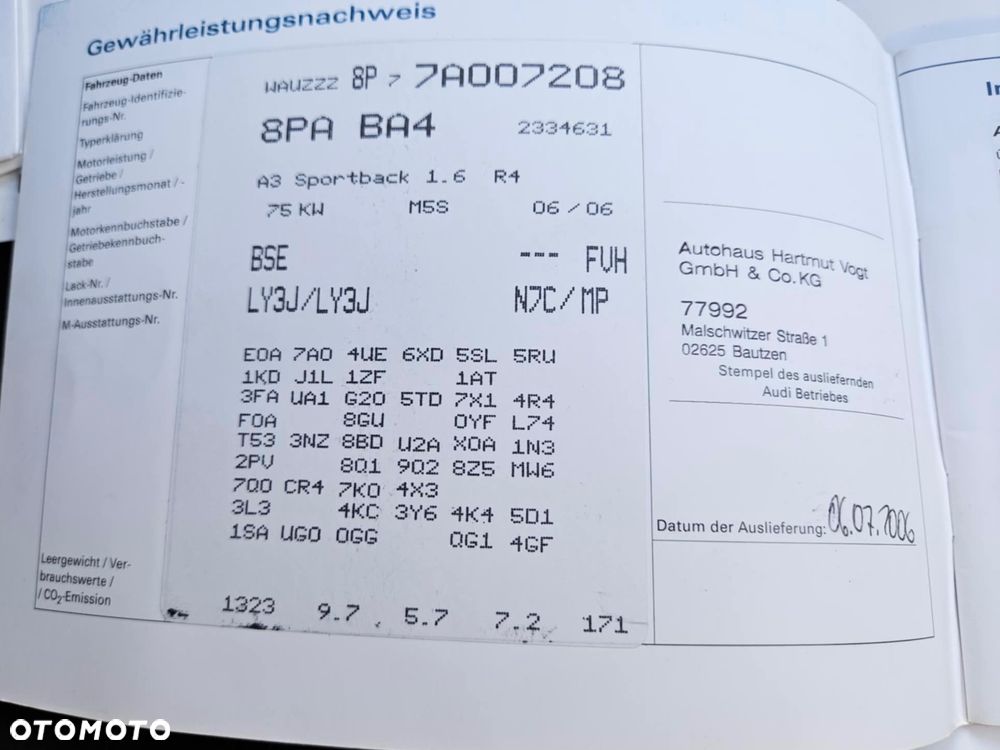 Gewährleistungsnachweis
Fahrzeug-Daten
Fahrzeug-Identifizie-
rungs-Nr.
Typerklärung
Motorleistung /
Getriebe /
Herstellungsmonat / -
jahr
Motorkennbuchstabe /
Getriebekennbuch-
stabe
Lack-Nr. /
Innenausstattungs-Nr.
M-Ausstattungs-Nr.
Leergewicht / Ver-
brauchswerte /
/ CO2-Emission
WAUZZZ 8P 7 7A007208
8PA BA4 2334631
A3 Sportback 1.6 R4
75 KW M5S 06 / 06
BSE --- FVH
LY3J/LY3J N7C/ MP
E0A 7A0 4UE 6XD 5SL 5RU
1KD J1L 1ZF 1AT
3FA UA1 G20 5TD 7X1 4R4
F0A 8GU 0YF L74
T53 3NZ 8BD U2A X0A 1N3
2PV 8Q1 9Q2 8Z5 MW6
7Q0 CR4 7K0 4X3
3L3 4KC 3Y6 4K4 5D1
1SA UG0 0GG QG1 4GF
1323 9.7 5.7 7.2 171
Autohaus Hartmut Vogt
GmbH & Co.KG
77992
Malschwitzer Straße 1
02625 Bautzen
Stempel des ausliefernden
Audi Betriebes
Datum der Auslieferung: 06.07.2006
OTOMOTO